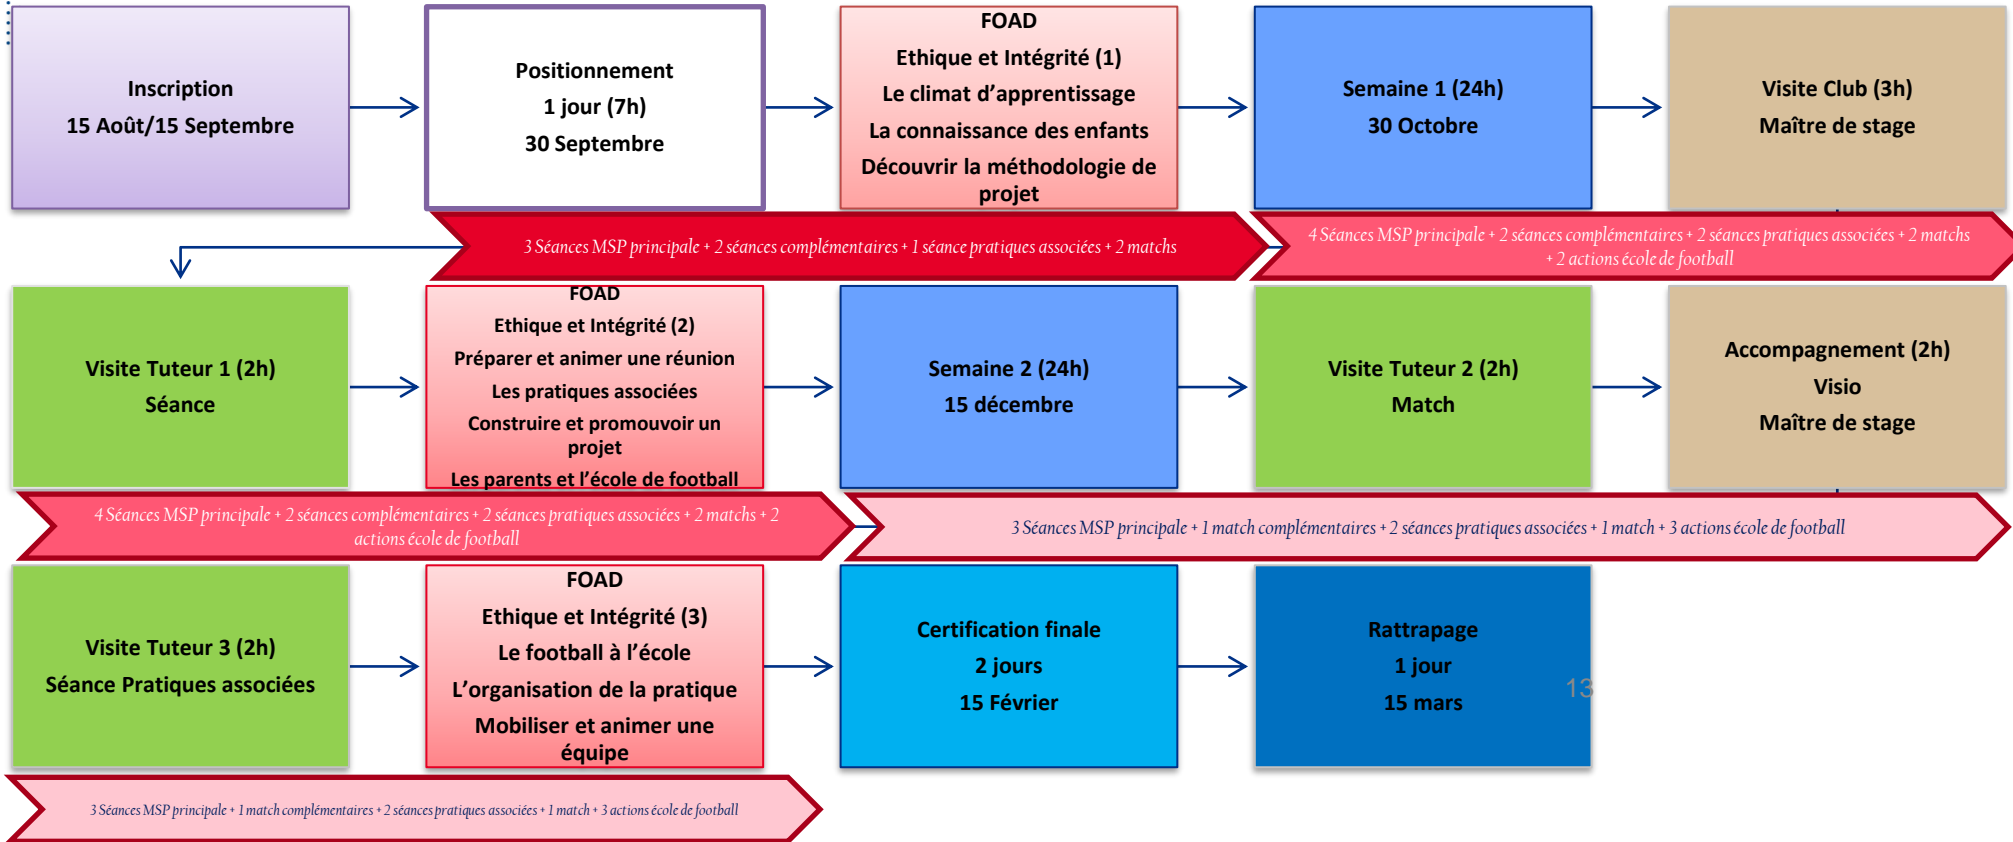 Inscription
15 Août/15 Septembre
Positionnement
1 jour (7h)
30 Septembre
FOAD
Ethique et Intégrité (1)
Le climat d'apprentissage
La connaissance des enfants
Découvrir la méthodologie de
projet
Semaine 1 (24h)
30 Octobre
Visite Club (3h)
Maître de stage
3 Séances MSP principale + 2 séances complémentaires + 1 séance pratiques associées + 2 matchs
4 Séances MSP principale + 2 séances complémentaires + 2 séances pratiques associées + 2 matchs
+ 2 actions école de football
Visite Tuteur 1 (2h)
Séance
FOAD
Ethique et Intégrité (2)
Préparer et animer une réunion
Les pratiques associées
Construire et promouvoir un
projet
Les parents et l'école de football
Semaine 2 (24h)
15 décembre
Visite Tuteur 2 (2h)
Match
Accompagnement (2h)
Visio
Maître de stage
4 Séances MSP principale + 2 séances complémentaires + 2 séances pratiques associées + 2 matchs + 2
actions école de football
3 Séances MSP principale + 1 match complémentaires + 2 séances pratiques associées + 1 match + 3 actions école de football
Visite Tuteur 3 (2h)
Séance Pratiques associées
FOAD
Ethique et Intégrité (3)
Le football à l'école
L'organisation de la pratique
Mobiliser et animer une
équipe
Certification finale
2 jours
15 Février
Rattrapage
1 jour
15 mars
13
3 Séances MSP principale + 1 match complémentaires + 2 séances pratiques associées + 1 match + 3 actions école de football